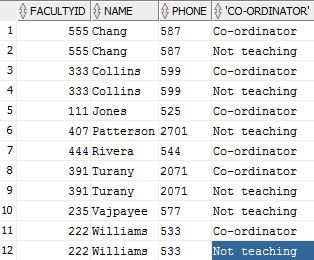 FACULTYID NAME PHONE 'CO-ORDINATOR'
1 555 Chang 587 Co-ordinator
2 555 Chang 587 Not teaching
3 333 Collins 599 Co-ordinator
4 333 Collins 599 Not teaching
5 111 Jones 525 Co-ordinator
6 407 Patterson 2701 Not teaching
7 444 Rivera 544 Co-ordinator
8 391 Turany 2071 Co-ordinator
9 391 Turany 2071 Not teaching
10 235 Vajpayee 577 Not teaching
11 222 Williams 533 Co-ordinator
12 222 Williams 533 Not teaching